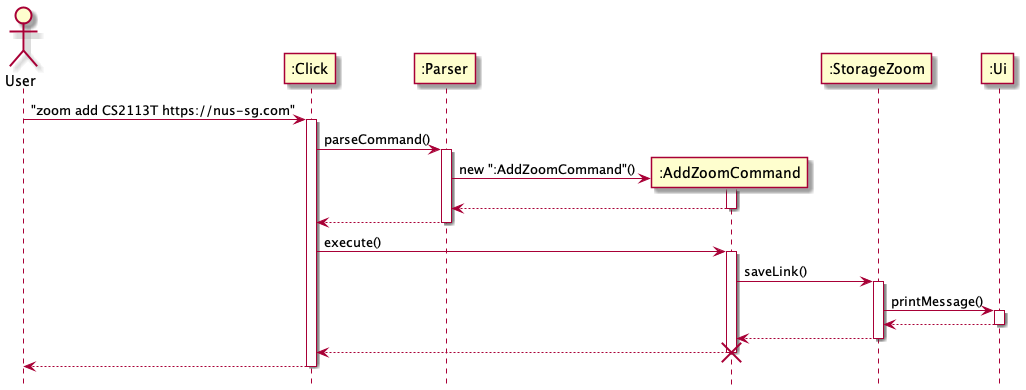 User
:Click
:Parser
:StorageZoom
:Ui
"zoom add CS2113T https://nus-sg.com"
parseCommand()
new ":AddZoomCommand"()
:AddZoomCommand
execute()
saveLink()
printMessage()